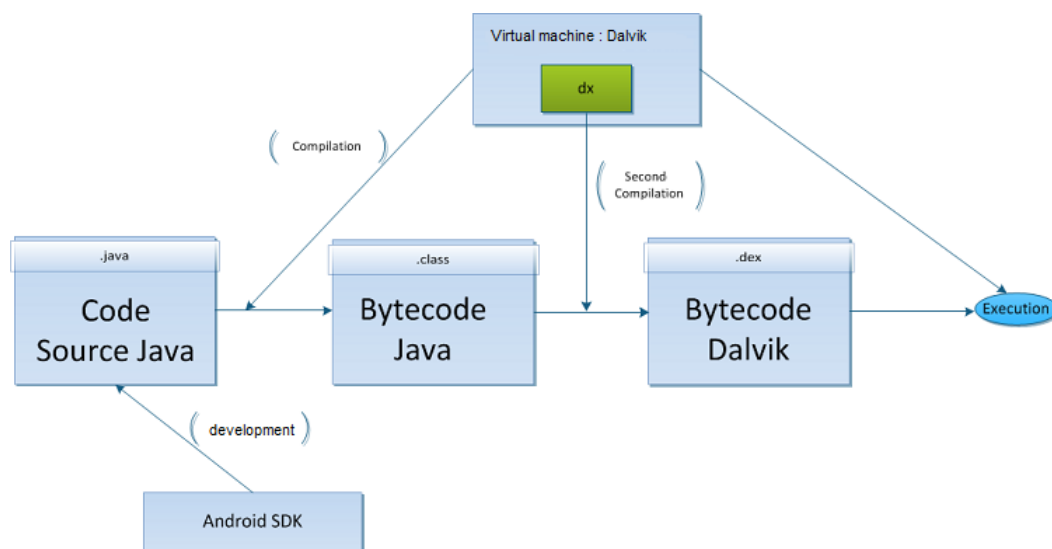 Virtual machine : Dalvik
dx
Compilation
Second
Compilation
.java
Code
Source Java
.class
Bytecode
Java
.dex
Bytecode
Dalvik
Execution
development
Android SDK